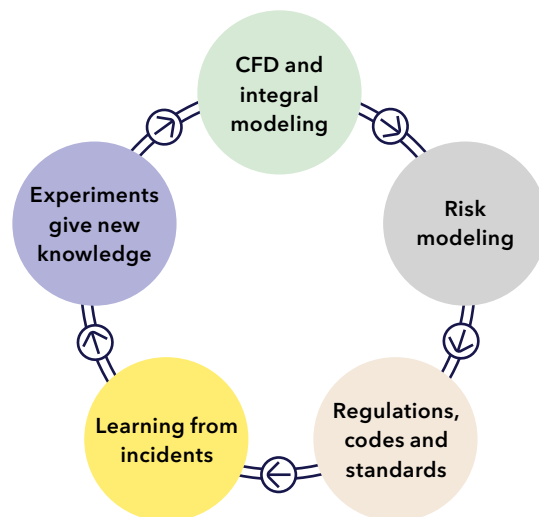 CFD and
integral
modeling
Risk
modeling
Regulations,
codes and
standards
Learning from
incidents
Experiments
give new
knowledge